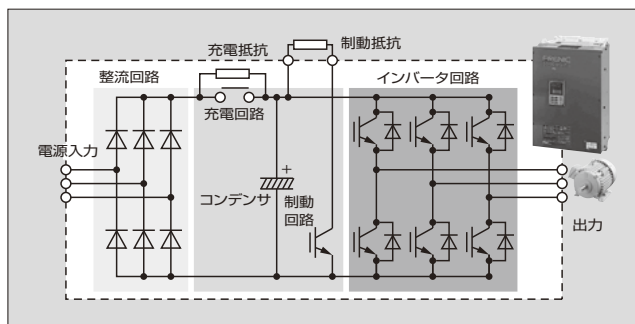 充電抵抗
制動抵抗
整流回路
インバータ回路
充電回路
電源入力
+
コンデンサ
制動
回路
出力